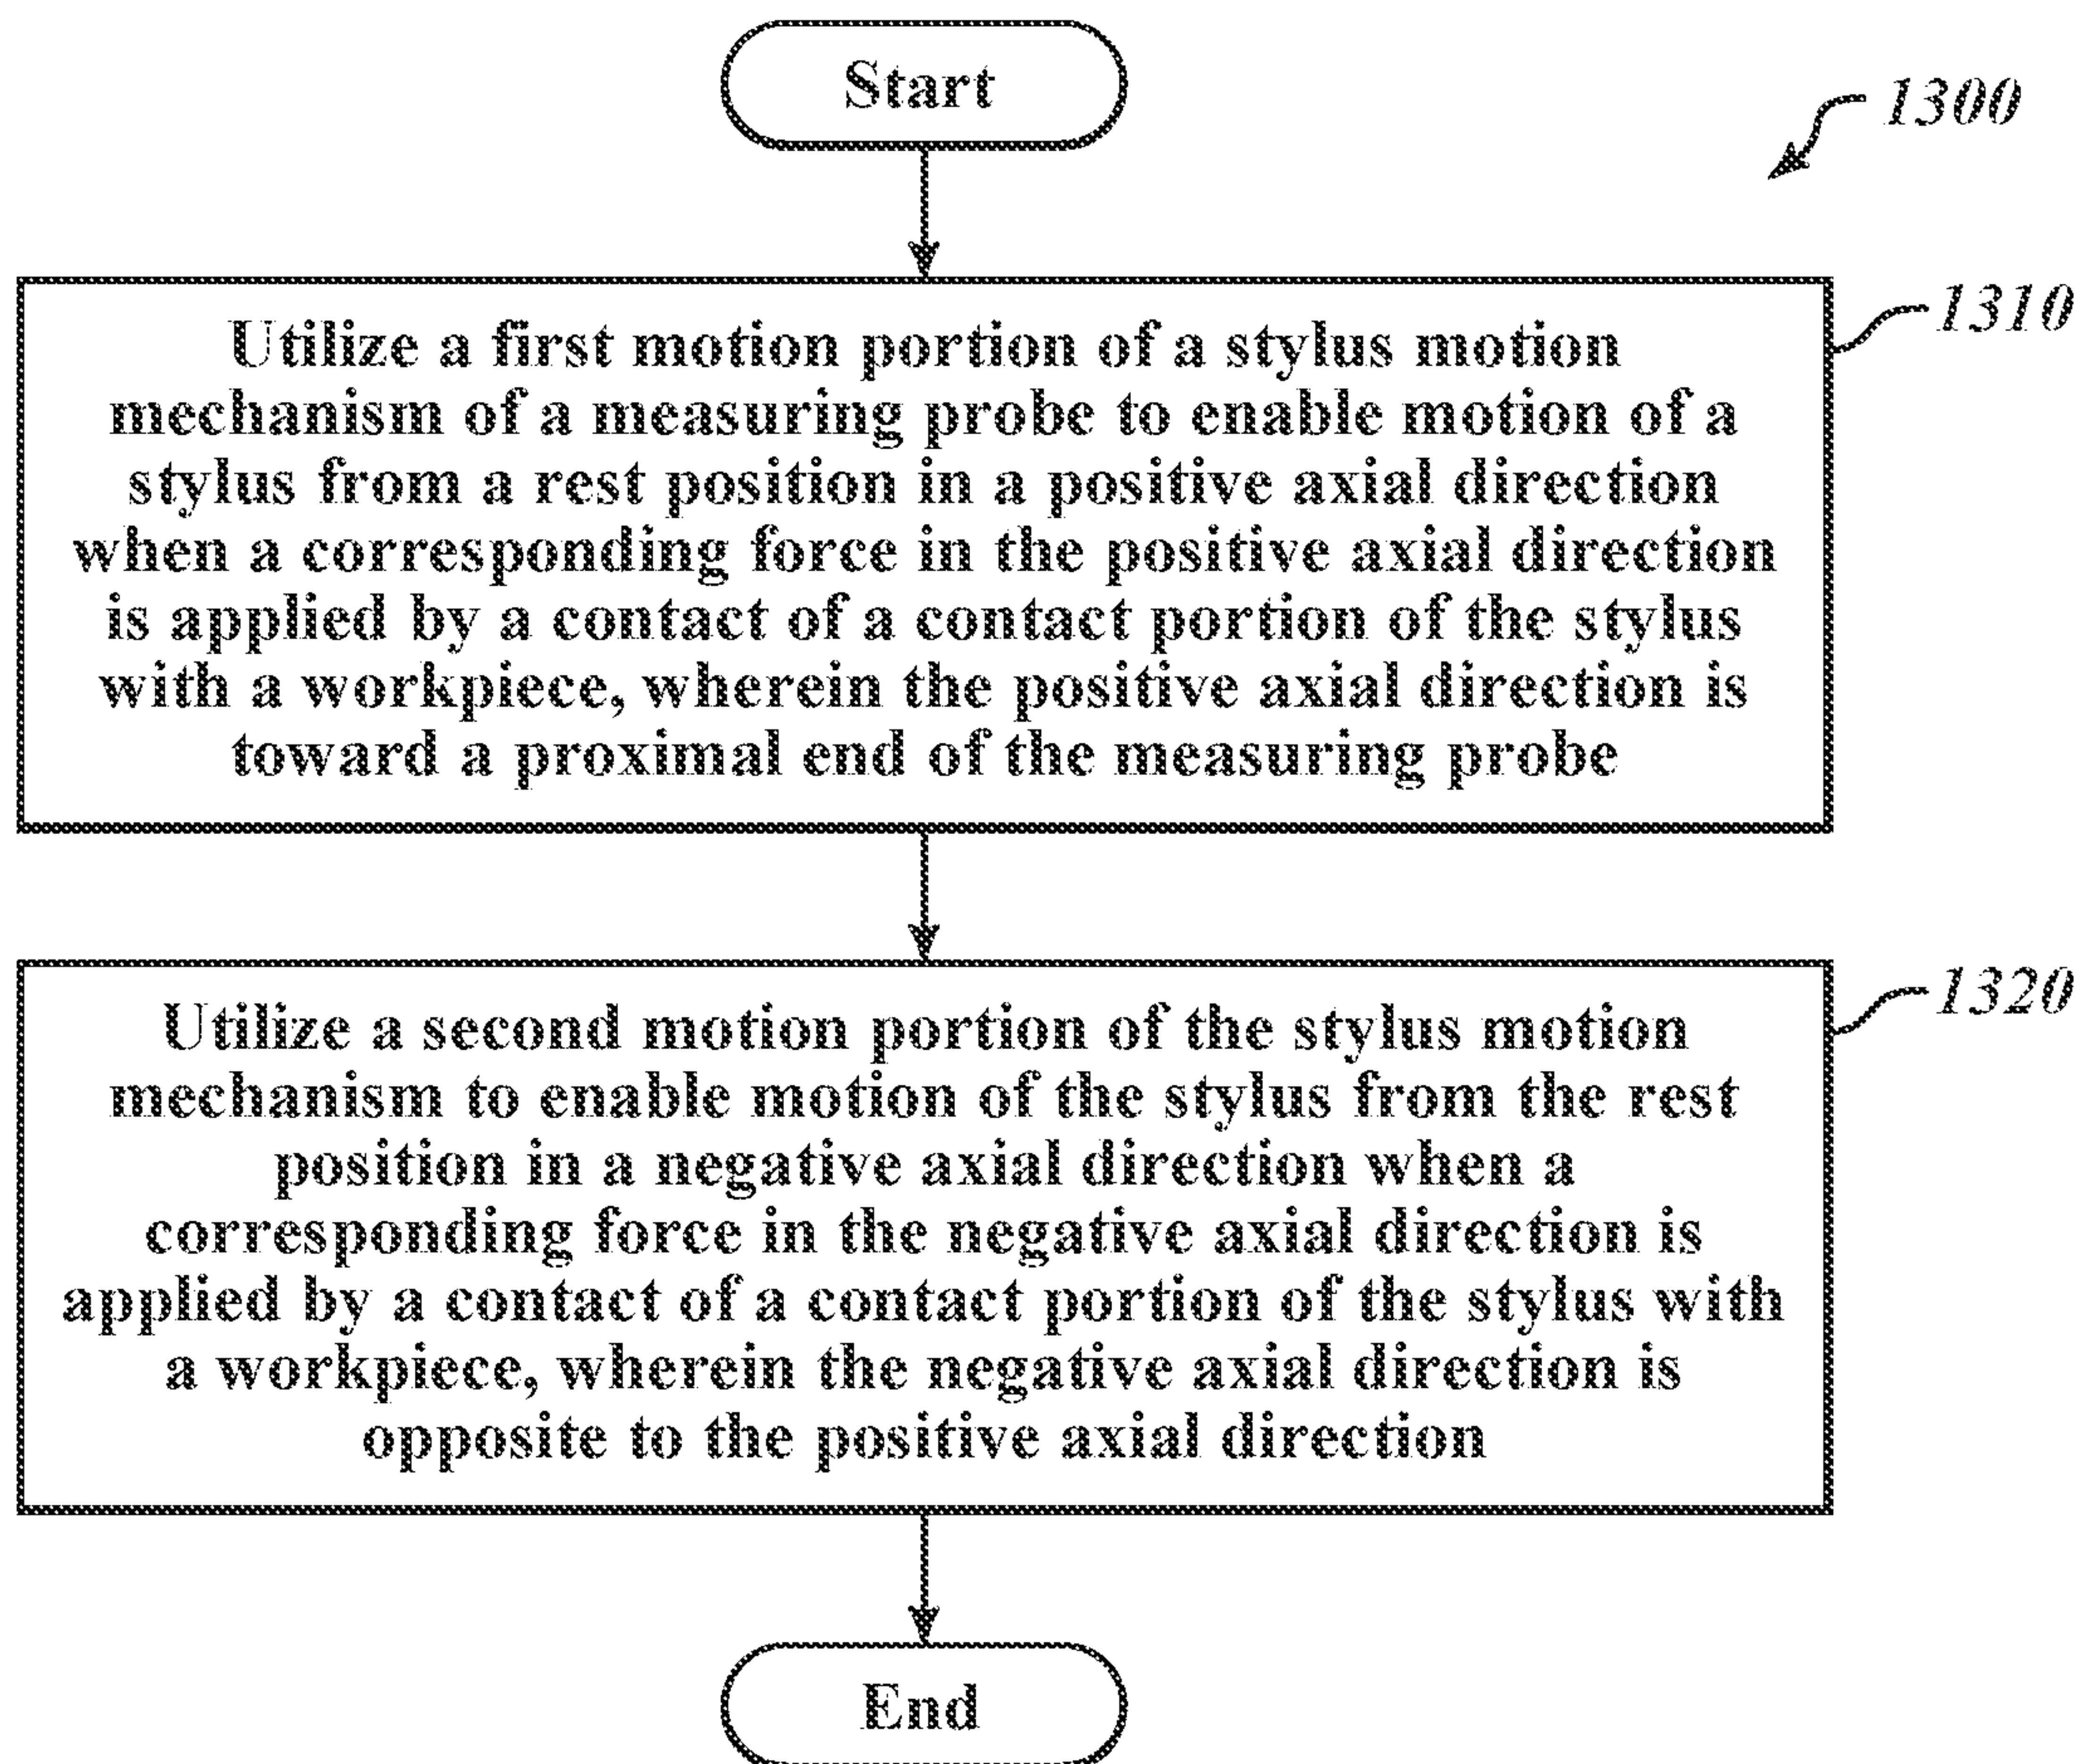 Start
1300
1310
Utilize a first motion portion of a stylus motion
mechanism of a measuring probe to enable motion of a
stylus from a rest position in a positive axial direction
when a corresponding force in the positive axial direction
is applied by a contact of a contact portion of the stylus
with a workpiece, wherein the positive axial direction is
toward a proximal end of the measuring probe
1320
Utilize a second motion portion of the stylus motion
mechanism to enable motion of the stylus from the rest
position in a negative axial direction when a
corresponding force in the negative axial direction is
applied by a contact of a contact portion of the stylus with
a workpiece, wherein the negative axial direction is
opposite to the positive axial direction
End